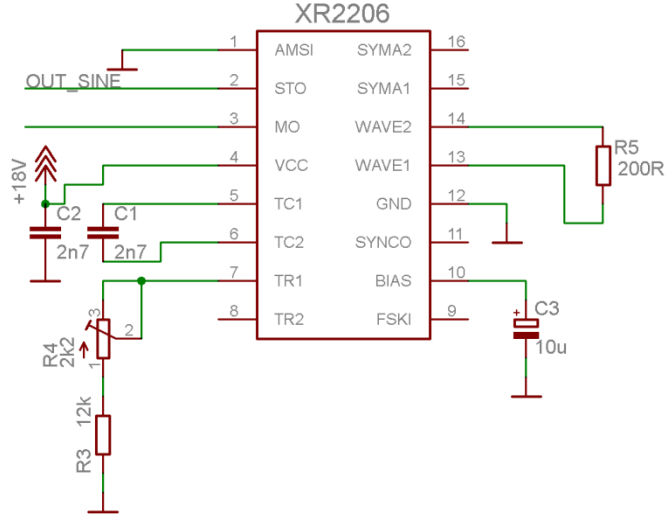 XR2206
1 AMSI SYMA2 16
OUT_SINE 2 STO SYMA1 15
3 MO WAVE2 14
+18V 4 VCC WAVE1 13
R5
200R
C2 C1 5 TC1 GND 12
2n7 2n7 6 TC2 SYNCO 11
7 TR1 BIAS 10
8 TR2 FSKI 9
+ C3
10u
3
R4
2k2
2
1
12k
R3